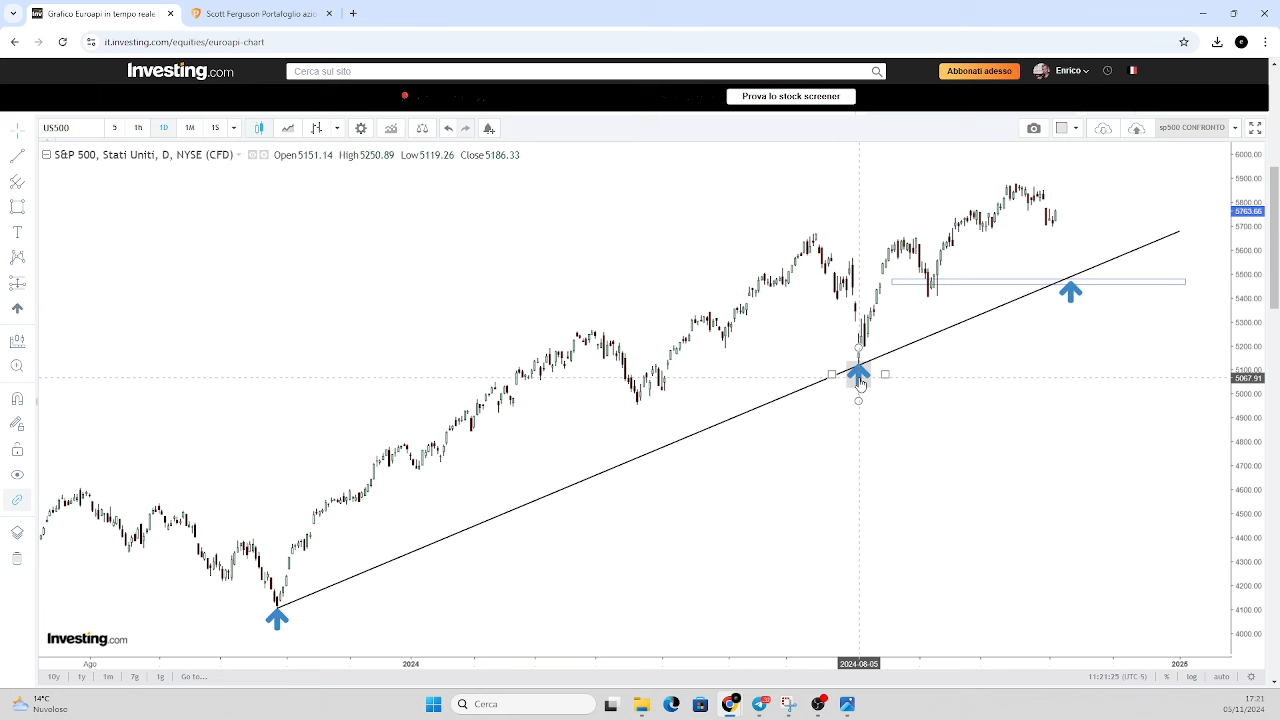 Grafico Europi in tempo reale
Scott Ferguson Portafoglio azio
it.investing.com/equities/euroapi-chart
Investing.com
Cerca sul sito
Abbonati adesso
Enrico
Prova lo stock screener
US500
5
1h
1D
1M
1S
sp500 CONFRONTO
S&P 500, Stati Uniti, D, NYSE (CFD)
Open 5151.14 High 5250.89 Low 5119.26 Close 5186.33
6000.00
5900.00
5800.00
5763.66
5700.00
5600.00
5500.00
5400.00
5300.00
5200.00
5100.00
5067.91
5000.00
4900.00
4800.00
4700.00
4600.00
4500.00
4400.00
4300.00
4200.00
4100.00
4000.00
Investing.com
Ago
2024
2024-08-05
2025
10y
1y
1m
7g
1g
Go to...
11:21:25 (UTC-5)
%
log
auto
14°C
Nuvoloso
Cerca
17:21
05/11/2024